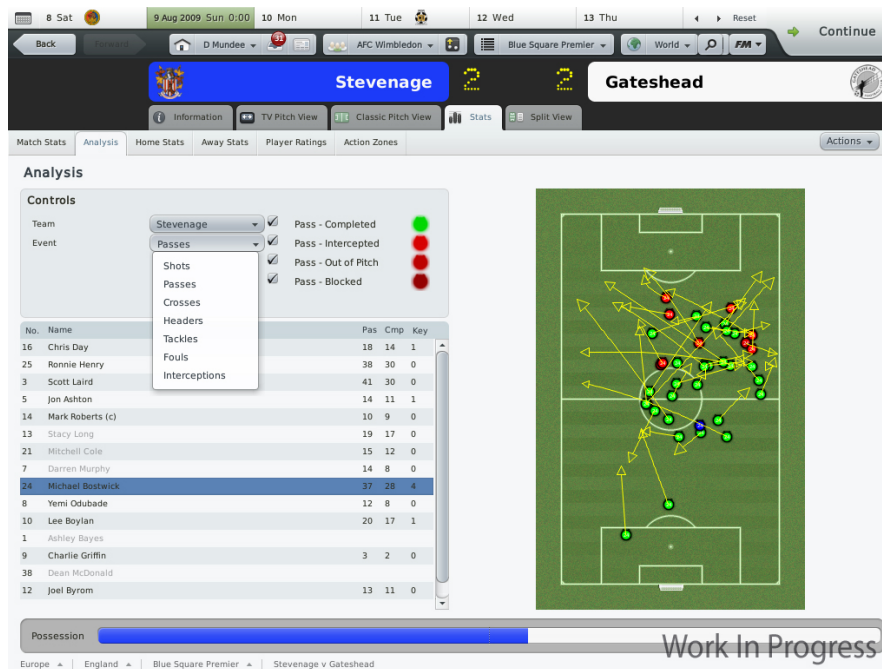 8 Sat 9 Aug 2009 Sun 0:00 10 Mon 11 Tue 12 Wed 13 Thu Reset
Continue
Back Forward D Mundee 31 AFC Wimbledon Blue Square Premier World FM
Stevenage 2 2 Gateshead
Information TV Pitch View Classic Pitch View Stats Split View
Match Stats Analysis Home Stats Away Stats Player Ratings Action Zones Actions
Analysis
Controls
Team Stevenage Pass - Completed
Event Passes Pass - Intercepted
Shots Pass - Out of Pitch
Passes Pass - Blocked
Crosses
Headers
Tackles
Fouls
Interceptions
No. Name Pas Cmp Key
16 Chris Day 18 14 1
25 Ronnie Henry 38 30 0
3 Scott Laird 41 30 0
5 Jon Ashton 14 11 1
14 Mark Roberts (c) 10 9 0
13 Stacy Long 19 17 0
21 Mitchell Cole 15 12 0
7 Darren Murphy 14 8 0
24 Michael Bostwick 37 28 4
8 Yemi Odubade 12 8 0
10 Lee Boylan 20 17 1
1 Ashley Bayes
9 Charlie Griffin 3 2 0
38 Dean McDonald
12 Joel Byrom 13 11 0
Possession
Work In Progress
Europe England Blue Square Premier Stevenage v Gateshead